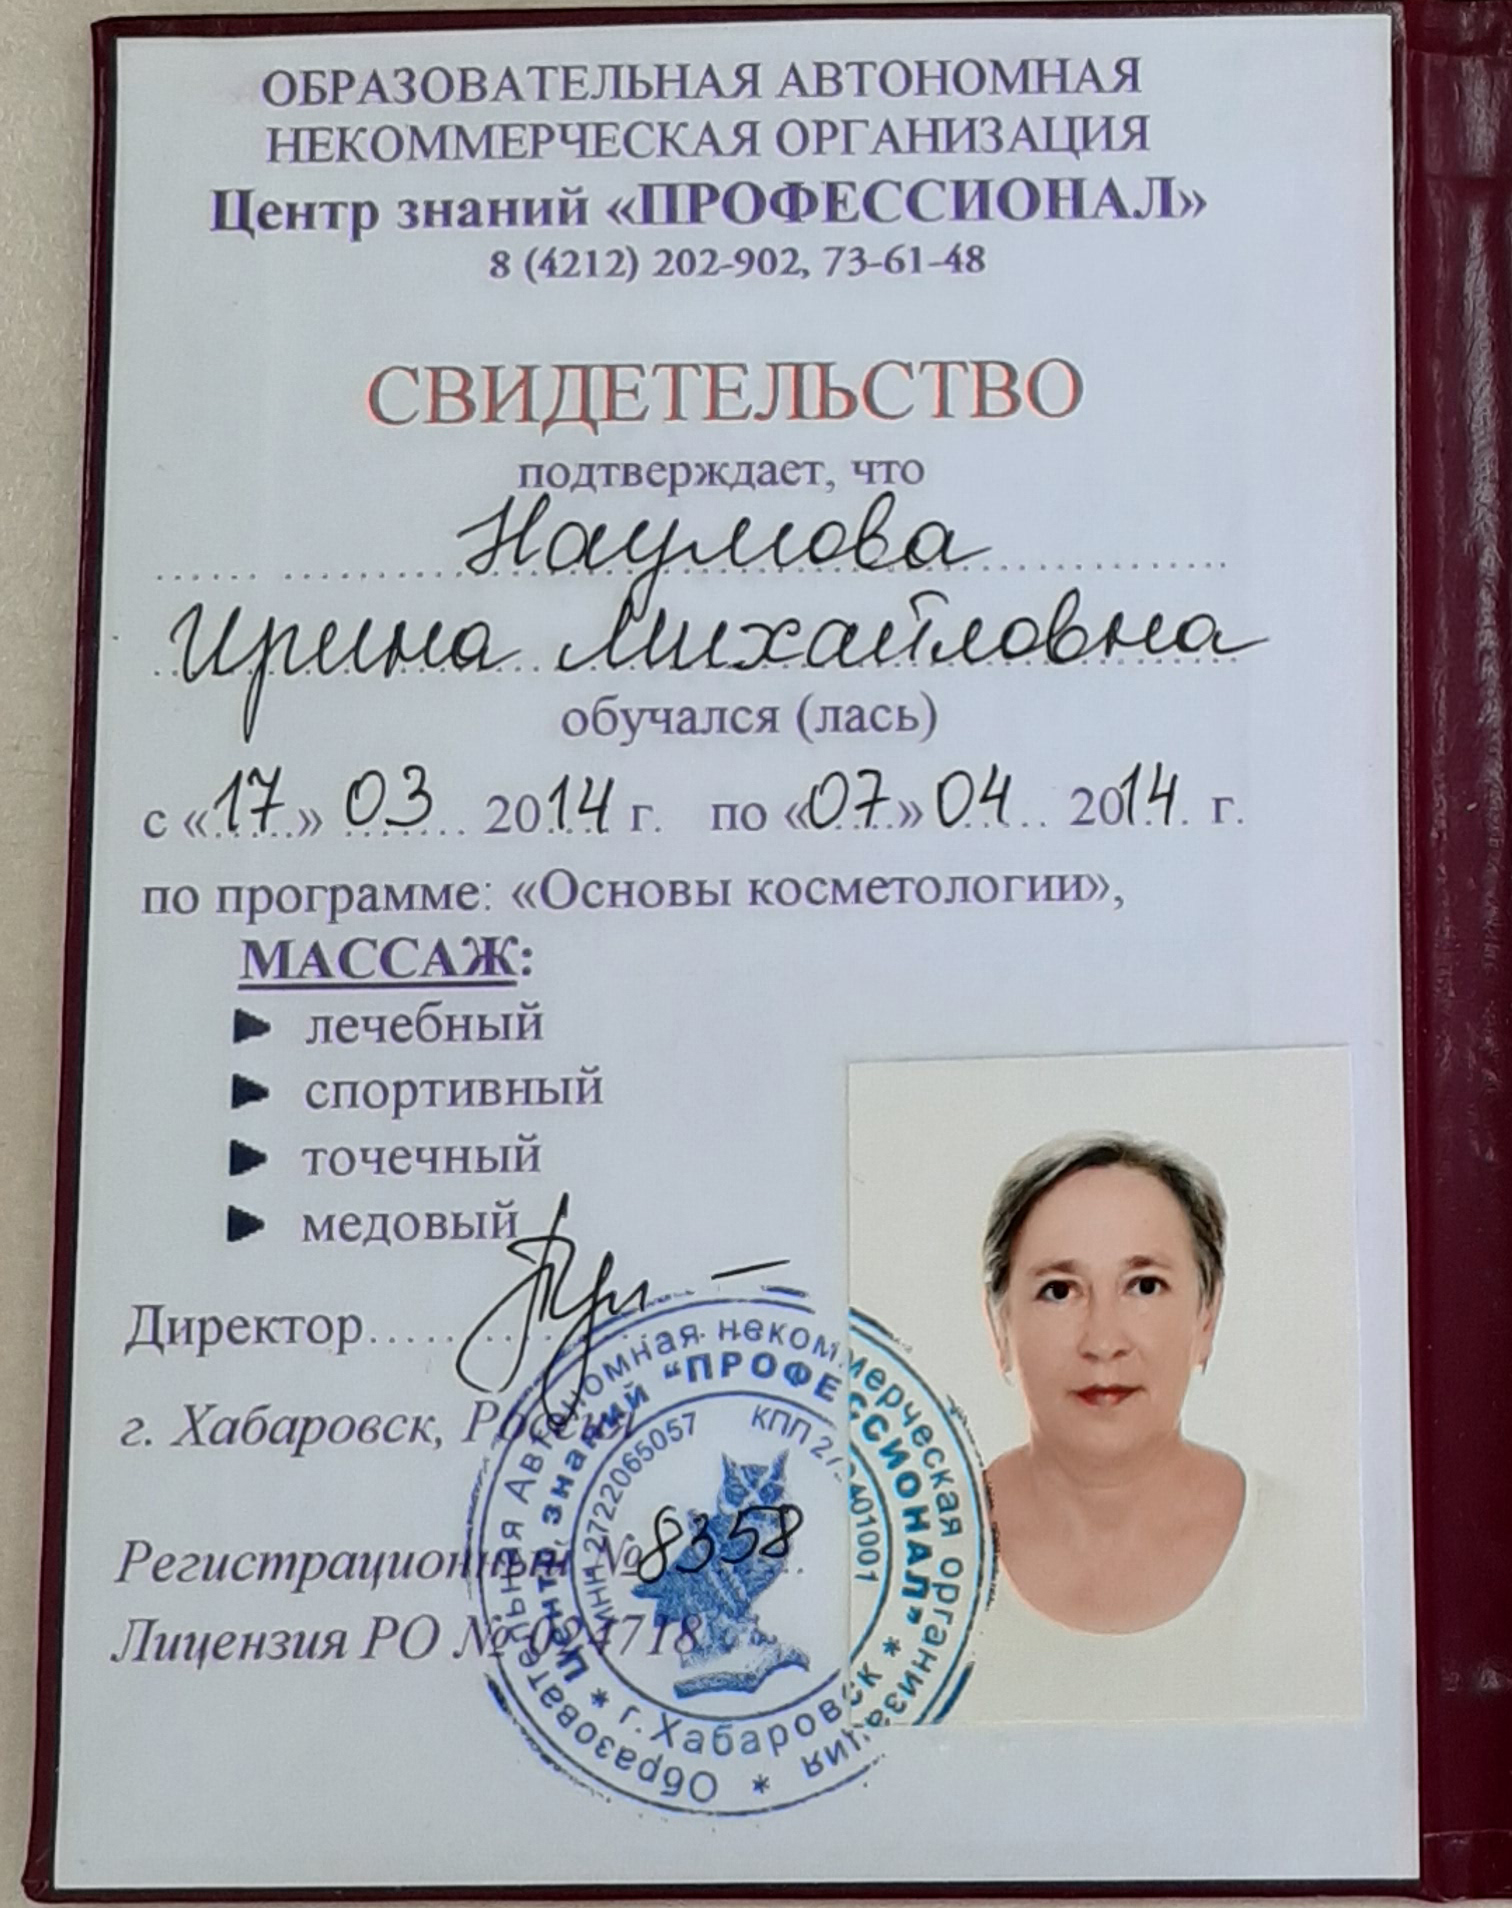 ОБРАЗОВАТЕЛЬНАЯ АВТОНОМНАЯ
НЕКОММЕРЧЕСКАЯ ОРГАНИЗАЦИЯ
Центр знаний «ПРОФЕССИОНАЛ»
8 (4212) 202-902, 73-61-48
СВИДЕТЕЛЬСТВО
подтверждает, что
Наумова
Ирина Михайловна
обучался (лась)
с «17» 03 2014 г. по «07» 04 2014 г.
по программе: «Основы косметологии»,
МАССАЖ:
лечебный
спортивный
точечный
медовый
Директор
г. Хабаровск, Россия
Регистрационный № 8358
Лицензия РО № 024718
Образовательная Автономная некоммерческая организация
Центр знаний "ПРОФЕССИОНАЛ"
ИНН 2722065057 КПП
г. Хабаровск